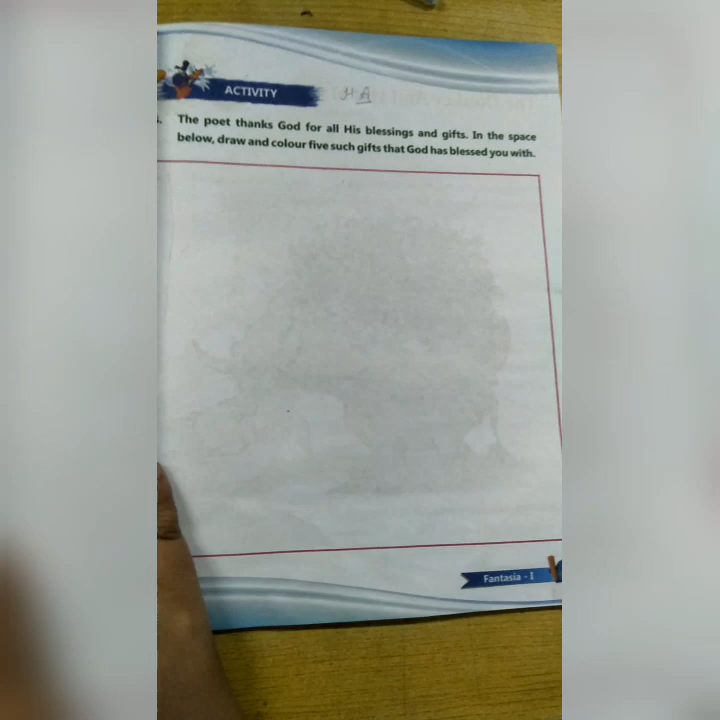 ACTIVITY
H.A
The poet thanks God for all His blessings and gifts. In the space
below, draw and colour five such gifts that God has blessed you with.
Fantasia - I